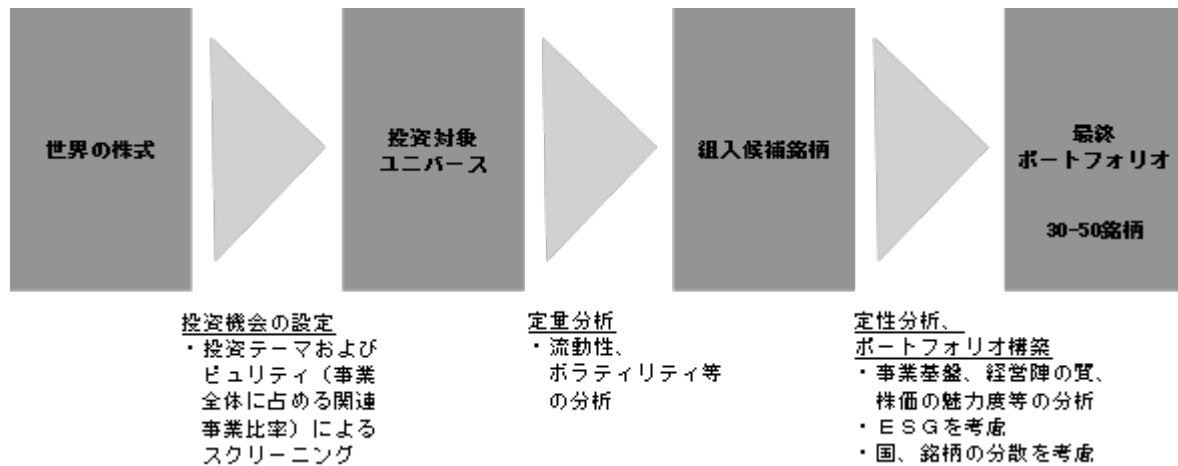 世界の株式
投資対象
ユニバース
組入候補銘柄
最終
ポートフォリオ
30-50銘柄
投資機会の設定
・投資テーマおよび
ピュリティ（事業
全体に占める関連
事業比率）による
スクリーニング
定量分析
・流動性、
ボラティリティ等
の分析
定性分析、
ポートフォリオ構築
・事業基盤、経営陣の質、
株価の魅力度等の分析
・ＥＳＧを考慮
・国、銘柄の分散を考慮